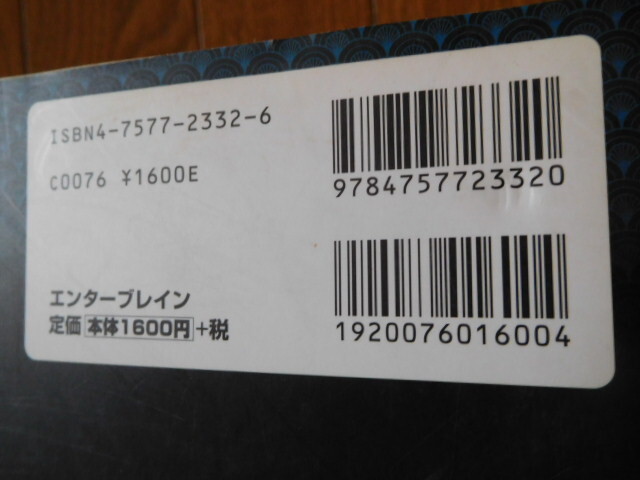 ISBN4-7577-2332-6
C0076 ¥1600E
エンターブレイン
定価 本体1600円 +税
9784757723320
1920076016004